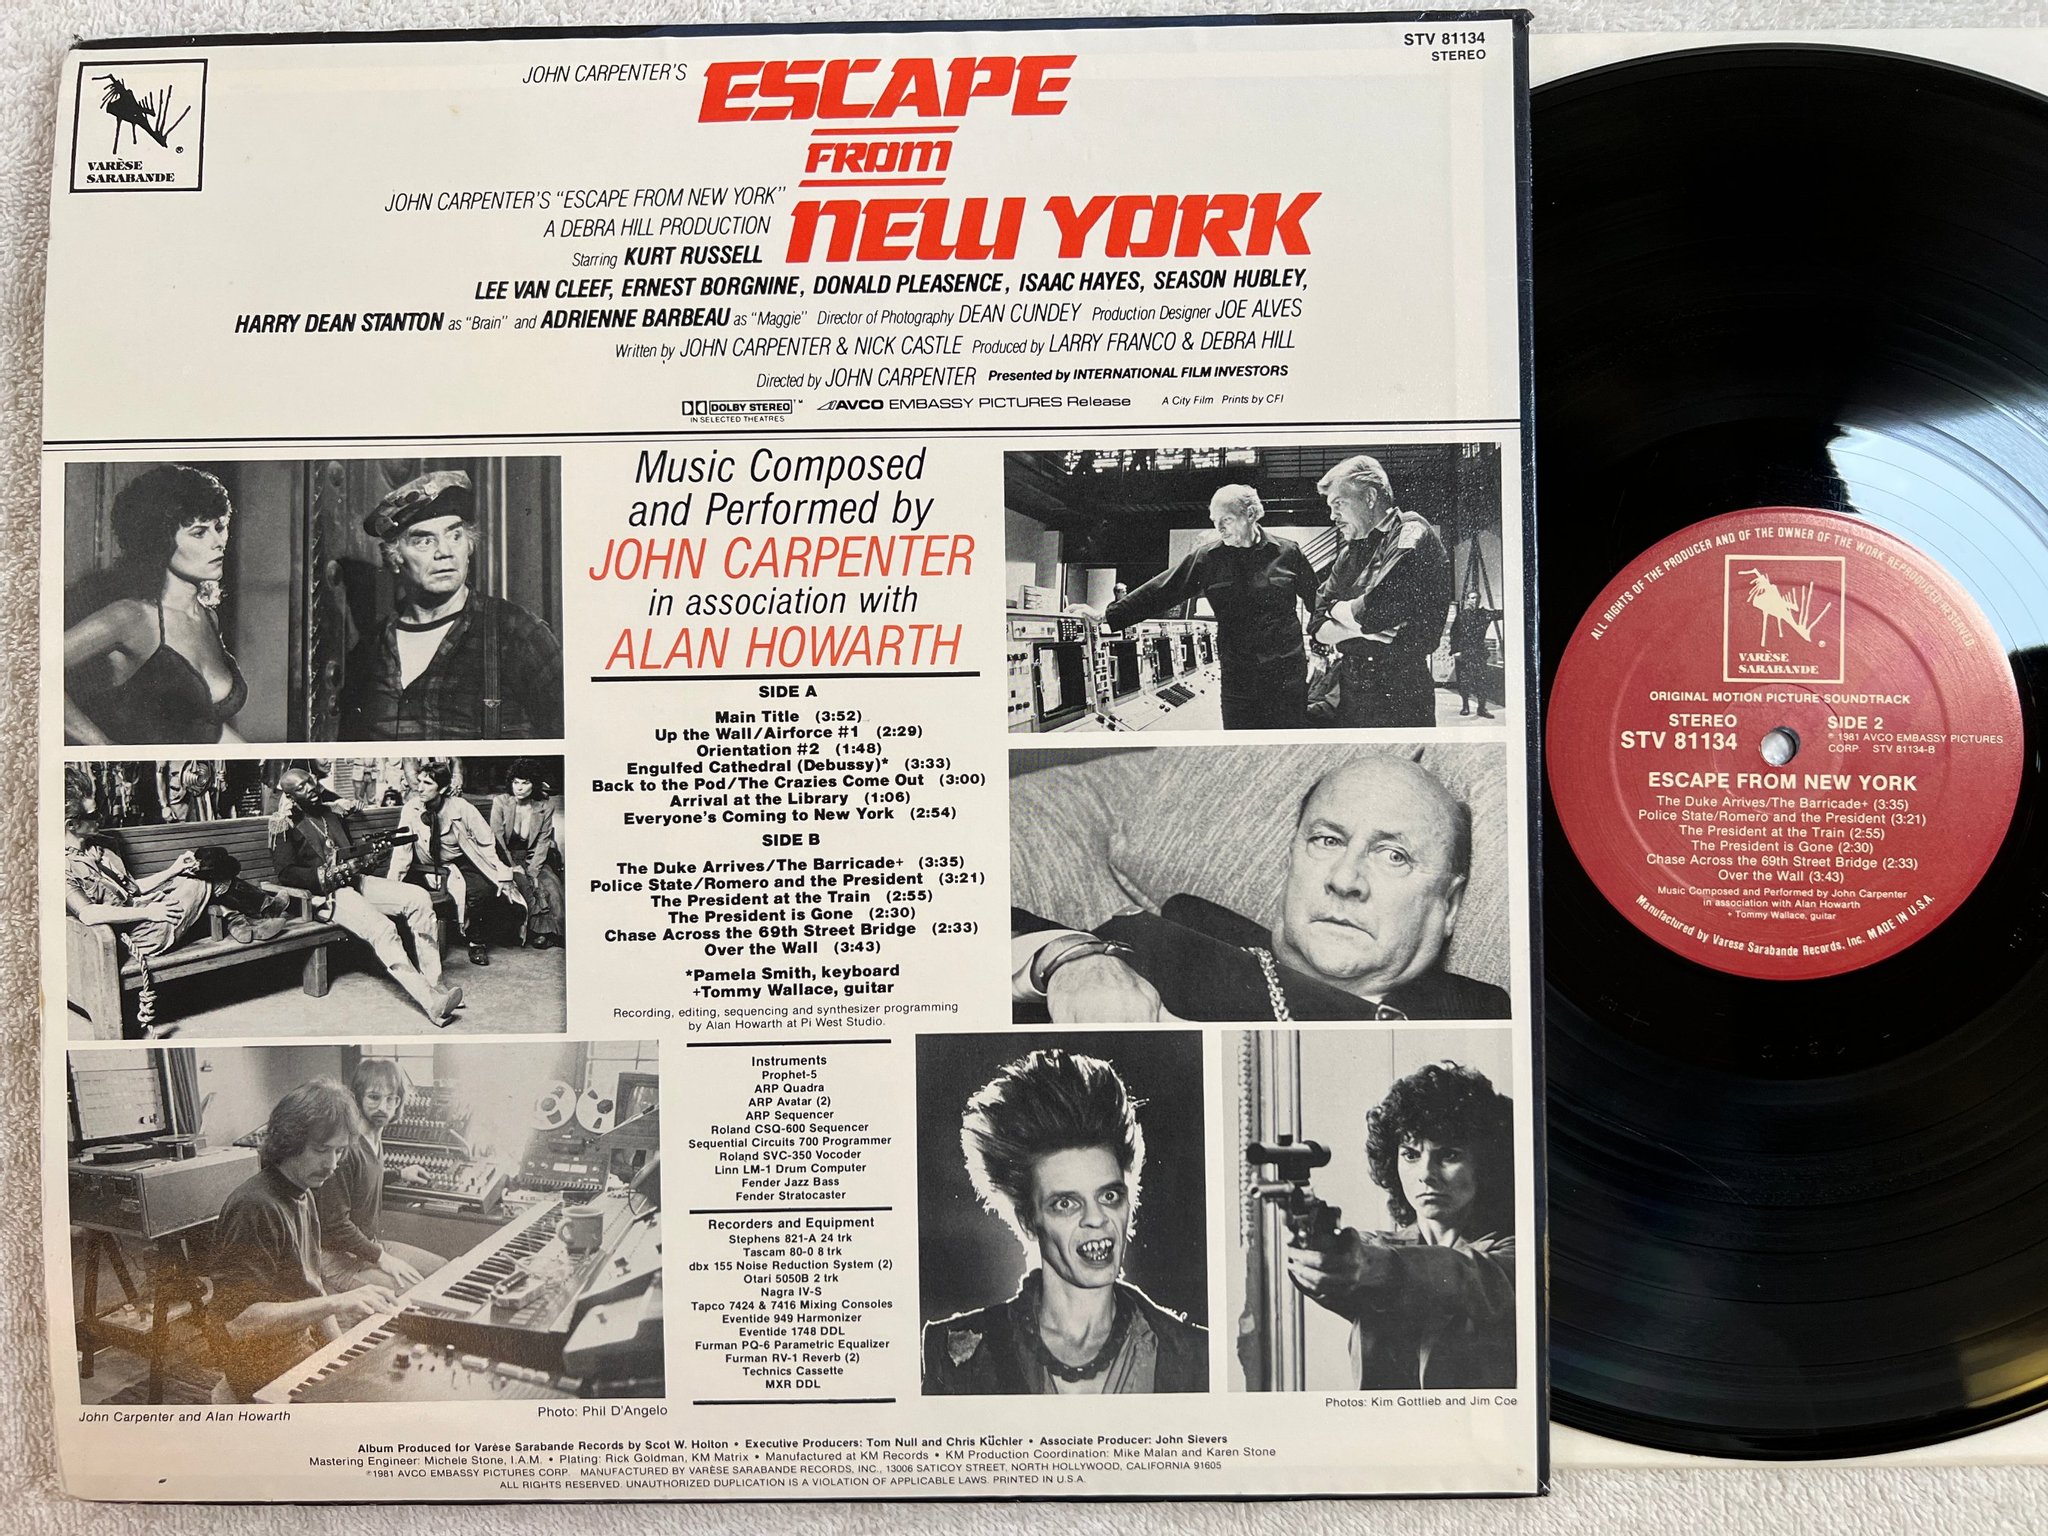 VARÈSE
SARABANDE
STV 81134
STEREO
JOHN CARPENTER'S
ESCAPE
FROM
NEW YORK
JOHN CARPENTER'S "ESCAPE FROM NEW YORK"
A DEBRA HILL PRODUCTION
Starring KURT RUSSELL
LEE VAN CLEEF, ERNEST BORGNINE, DONALD PLEASENCE, ISAAC HAYES, SEASON HUBLEY,
HARRY DEAN STANTON as "Brain" and ADRIENNE BARBEAU as "Maggie" Director of Photography DEAN CUNDEY Production Designer JOE ALVES
Written by JOHN CARPENTER & NICK CASTLE Produced by LARRY FRANCO & DEBRA HILL
Directed by JOHN CARPENTER Presented by INTERNATIONAL FILM INVESTORS
DOLBY STEREO™
IN SELECTED THEATRES
AVCO EMBASSY PICTURES Release A City Film Prints by CFI
Music Composed
and Performed by
JOHN CARPENTER
in association with
ALAN HOWARTH
SIDE A
Main Title (3:52)
Up the Wall/Airforce #1 (2:29)
Orientation #2 (1:48)
Engulfed Cathedral (Debussy)* (3:33)
Back to the Pod/The Crazies Come Out (3:00)
Arrival at the Library (1:06)
Everyone's Coming to New York (2:54)
SIDE B
The Duke Arrives/The Barricade+ (3:35)
Police State/Romero and the President (3:21)
The President at the Train (2:55)
The President is Gone (2:30)
Chase Across the 69th Street Bridge (2:33)
Over the Wall (3:43)
*Pamela Smith, keyboard
+Tommy Wallace, guitar
Recording, editing, sequencing and synthesizer programming
by Alan Howarth at Pi West Studio.
Instruments
Prophet-5
ARP Quadra
ARP Avatar (2)
ARP Sequencer
Roland CSQ-600 Sequencer
Sequential Circuits 700 Programmer
Roland SVC-350 Vocoder
Linn LM-1 Drum Computer
Fender Jazz Bass
Fender Stratocaster
Recorders and Equipment
Stephens 821-A 24 trk
Tascam 80-0 8 trk
dbx 155 Noise Reduction System (2)
Otari 5050B 2 trk
Nagra IV-S
Tapco 7424 & 7416 Mixing Consoles
Eventide 949 Harmonizer
Eventide 1748 DDL
Furman PQ-6 Parametric Equalizer
Furman RV-1 Reverb (2)
Technics Cassette
MXR DDL
John Carpenter and Alan Howarth
Photo: Phil D'Angelo
Photos: Kim Gottlieb and Jim Coe
Album Produced for Varèse Sarabande Records by Scot W. Holton • Executive Producers: Tom Null and Chris Küchler • Associate Producer: John Sievers
Mastering Engineer: Michele Stone, I.A.M. • Plating: Rick Goldman, KM Matrix • Manufactured at KM Records • KM Production Coordination: Mike Malan and Karen Stone
℗1981 AVCO EMBASSY PICTURES CORP. MANUFACTURED BY VARÈSE SARABANDE RECORDS, INC., 13006 SATICOY STREET, NORTH HOLLYWOOD, CALIFORNIA 91605
ALL RIGHTS RESERVED. UNAUTHORIZED DUPLICATION IS A VIOLATION OF APPLICABLE LAWS. PRINTED IN U.S.A.
ALL RIGHTS OF THE PRODUCER AND OF THE OWNER OF THE WORK REPRODUCED RESERVED.
VARÈSE
SARABANDE
ORIGINAL MOTION PICTURE SOUNDTRACK
STEREO
STV 81134
SIDE 2
℗ 1981 AVCO EMBASSY PICTURES
CORP. STV 81134-B
ESCAPE FROM NEW YORK
The Duke Arrives/The Barricade+ (3:35)
Police State/Romero and the President (3:21)
The President at the Train (2:55)
The President is Gone (2:30)
Chase Across the 69th Street Bridge (2:33)
Over the Wall (3:43)
Music Composed and Performed by John Carpenter
in association with Alan Howarth
+ Tommy Wallace, guitar
Manufactured by Varese Sarabande Records, Inc. MADE IN U.S.A.